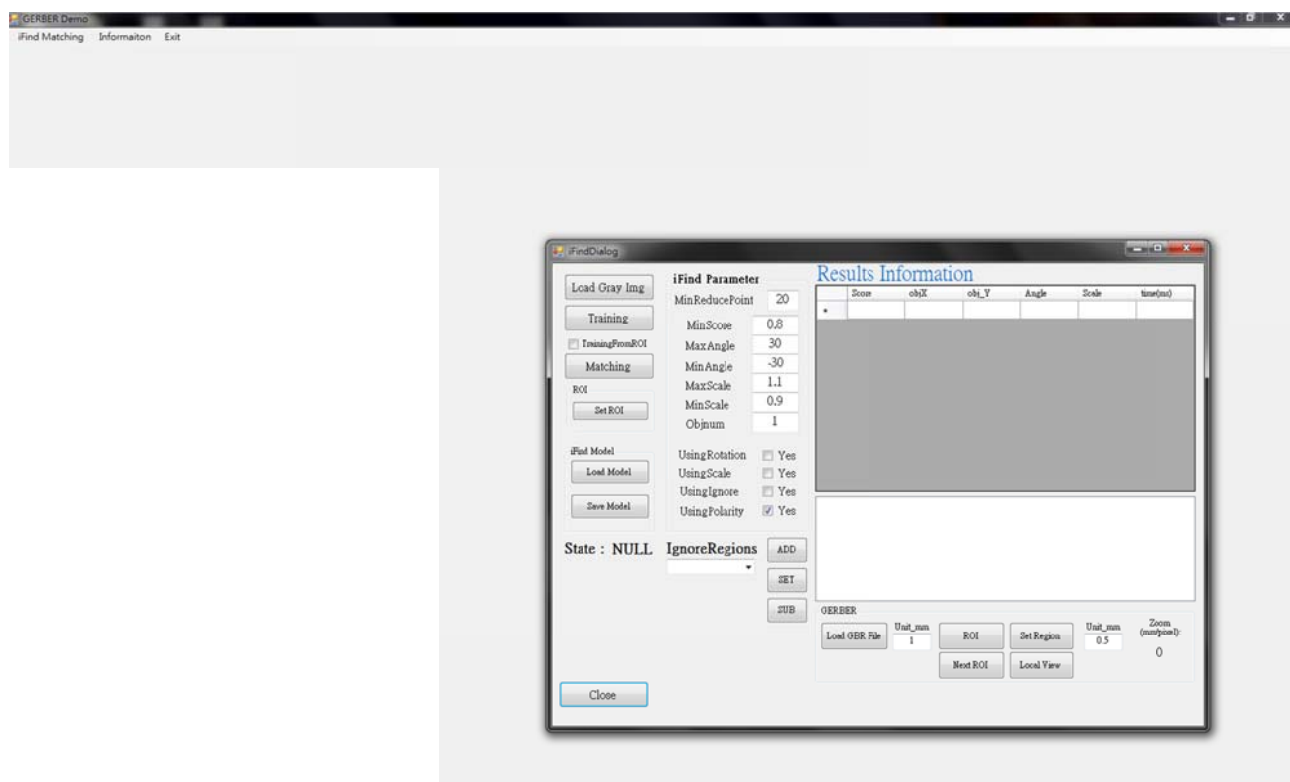 GERBER Demo
iFind Matching Informaiton Exit
iFindDialog
Load Gray Img
Training
TrainingFromROI
Matching
ROI
Set ROI
iFind Model
Load Model
Save Model
State : NULL
iFind Parameter
MinReducePoint 20
MinScore 0.8
MaxAngle 30
MinAngle -30
MaxScale 1.1
MinScale 0.9
Objnum 1
UsingRotation Yes
UsingScale Yes
UsingIgnore Yes
UsingPolarity Yes
IgnoreRegions
ADD
SET
SUB
Results Information
Score objX obj_Y Angle Scale time(ms)
GERBER
Load GBR File
Unit_mm
1
ROI
Set Region
Unit_mm
0.5
Zoom
(mm/pixel):
0
Next ROI
Local View
Close